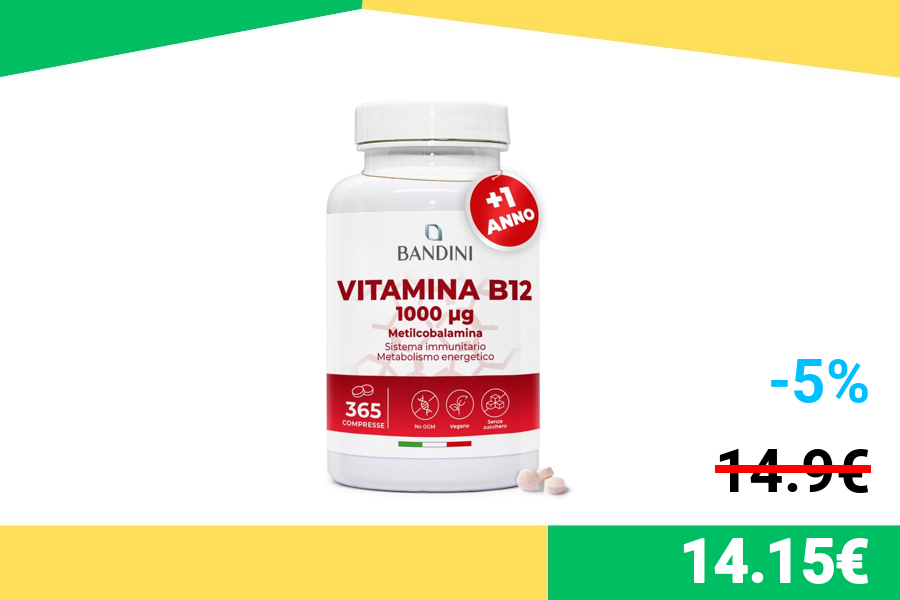 +1
ANNO
BANDINI
VITAMINA B12
1000 µg
Metilcobalamina
Sistema immunitario
Metabolismo energetico
365
COMPRESSE
No OGM
Vegano
Senza
zucchero
-5%
14.9€
14.15€